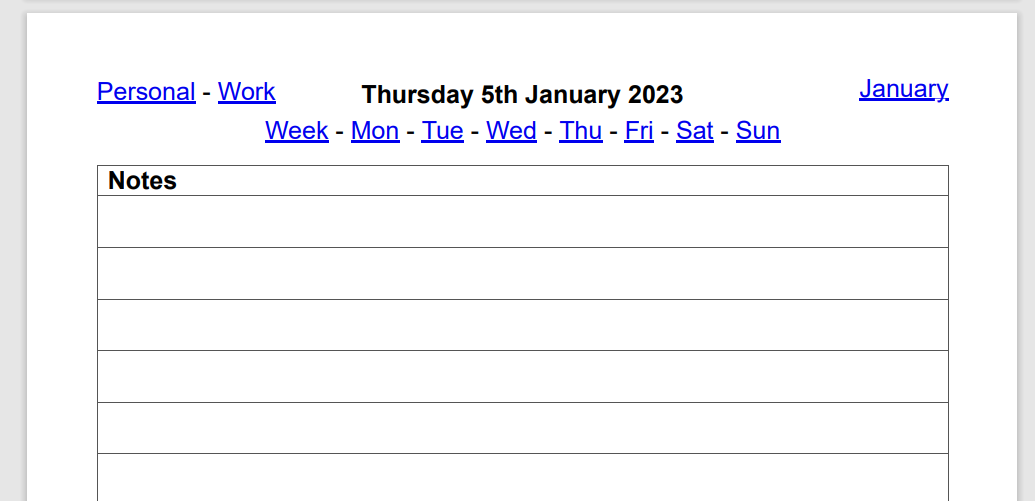 Personal - Work Thursday 5th January 2023 January
Week - Mon - Tue - Wed - Thu - Fri - Sat - Sun
Notes